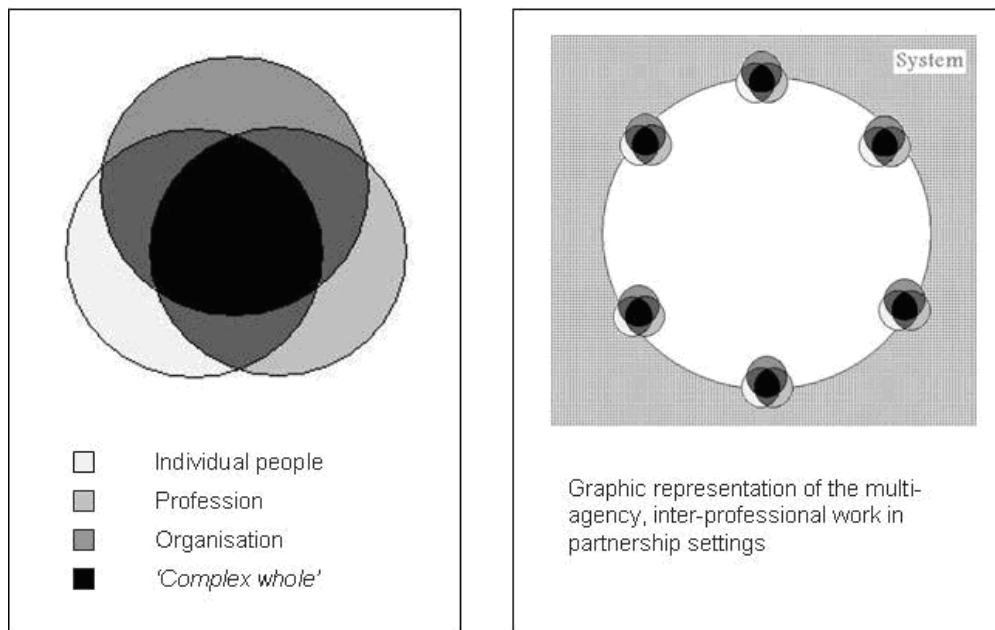 Individual people
Profession
Organisation
'Complex whole'
System
Graphic representation of the multi-
agency, inter-professional work in
partnership settings